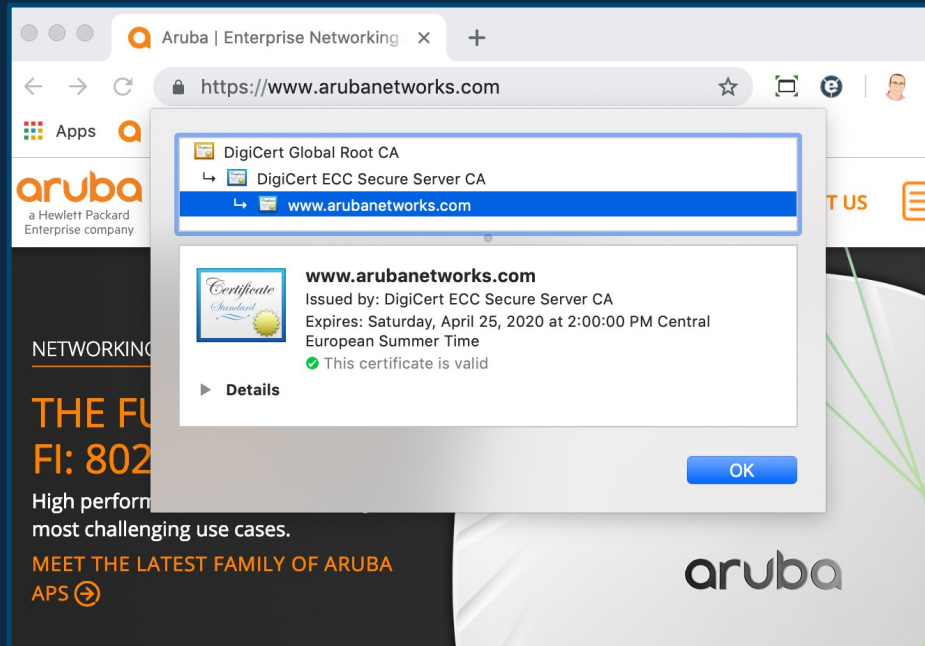 Aruba | Enterprise Networking
https://www.arubanetworks.com
Apps
DigiCert Global Root CA
DigiCert ECC Secure Server CA
www.arubanetworks.com
aruba
a Hewlett Packard
Enterprise company
T US
www.arubanetworks.com
Issued by: DigiCert ECC Secure Server CA
Expires: Saturday, April 25, 2020 at 2:00:00 PM Central
European Summer Time
This certificate is valid
Details
OK
Certificate
Standard
NETWORKING
THE FU
FI: 802
High perform
most challenging use cases.
MEET THE LATEST FAMILY OF ARUBA
APS
aruba